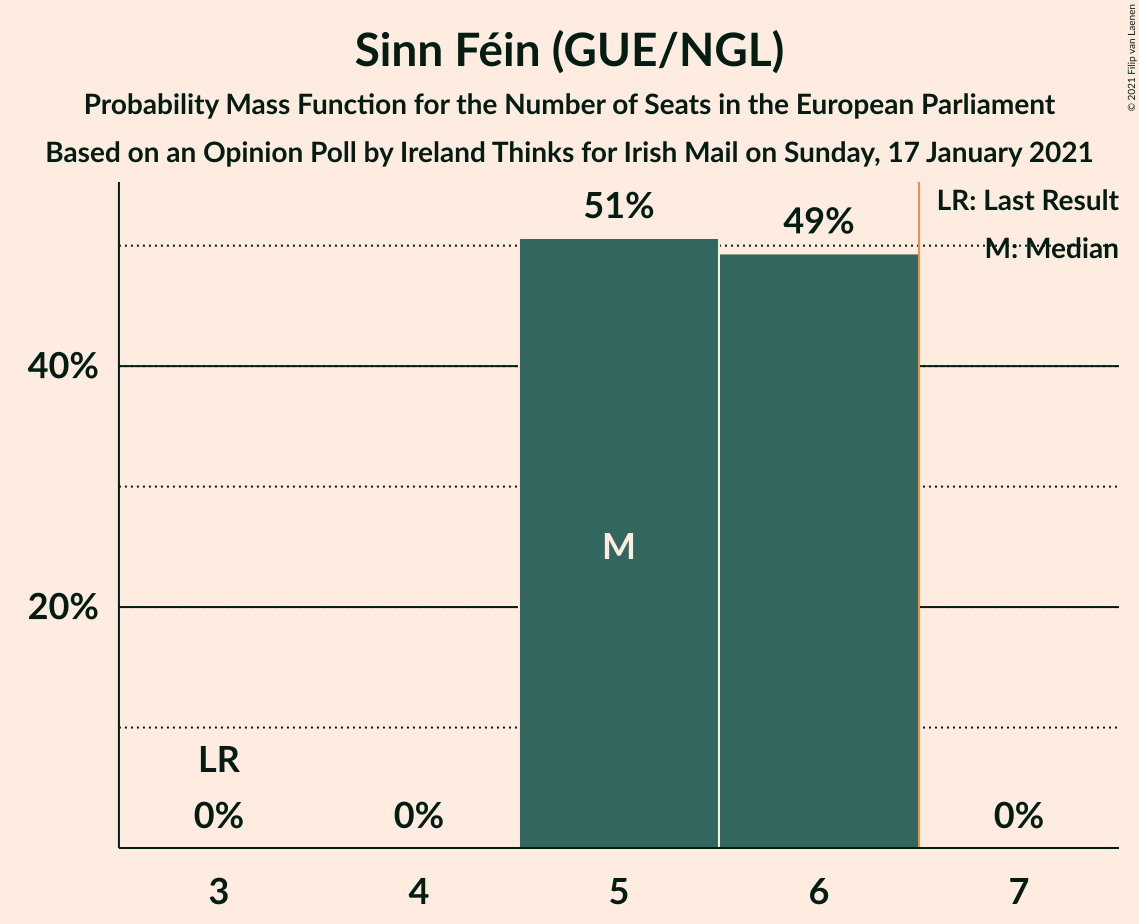 Sinn Féin (GUE/NGL)
Probability Mass Function for the Number of Seats in the European Parliament
Based on an Opinion Poll by Ireland Thinks for Irish Mail on Sunday, 17 January 2021
© 2021 Filip van Laenen
LR: Last Result
M: Median
51%
49%
40%
20%
M
LR
0%
0%
0%
3
4
5
6
7